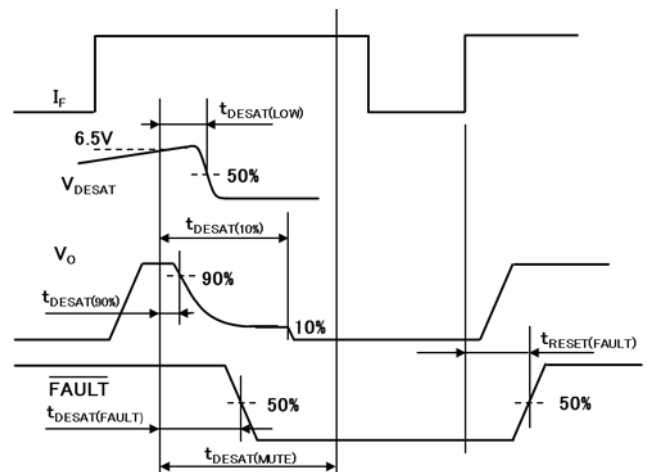 I_F
t_DESAT(LOW)
6.5V
50%
V_DESAT
t_DESAT(10%)
V_O
90%
t_DESAT(90%)
10%
t_RESET(FAULT)
FAULT
50%
50%
t_DESAT(FAULT)
t_DESAT(MUTE)